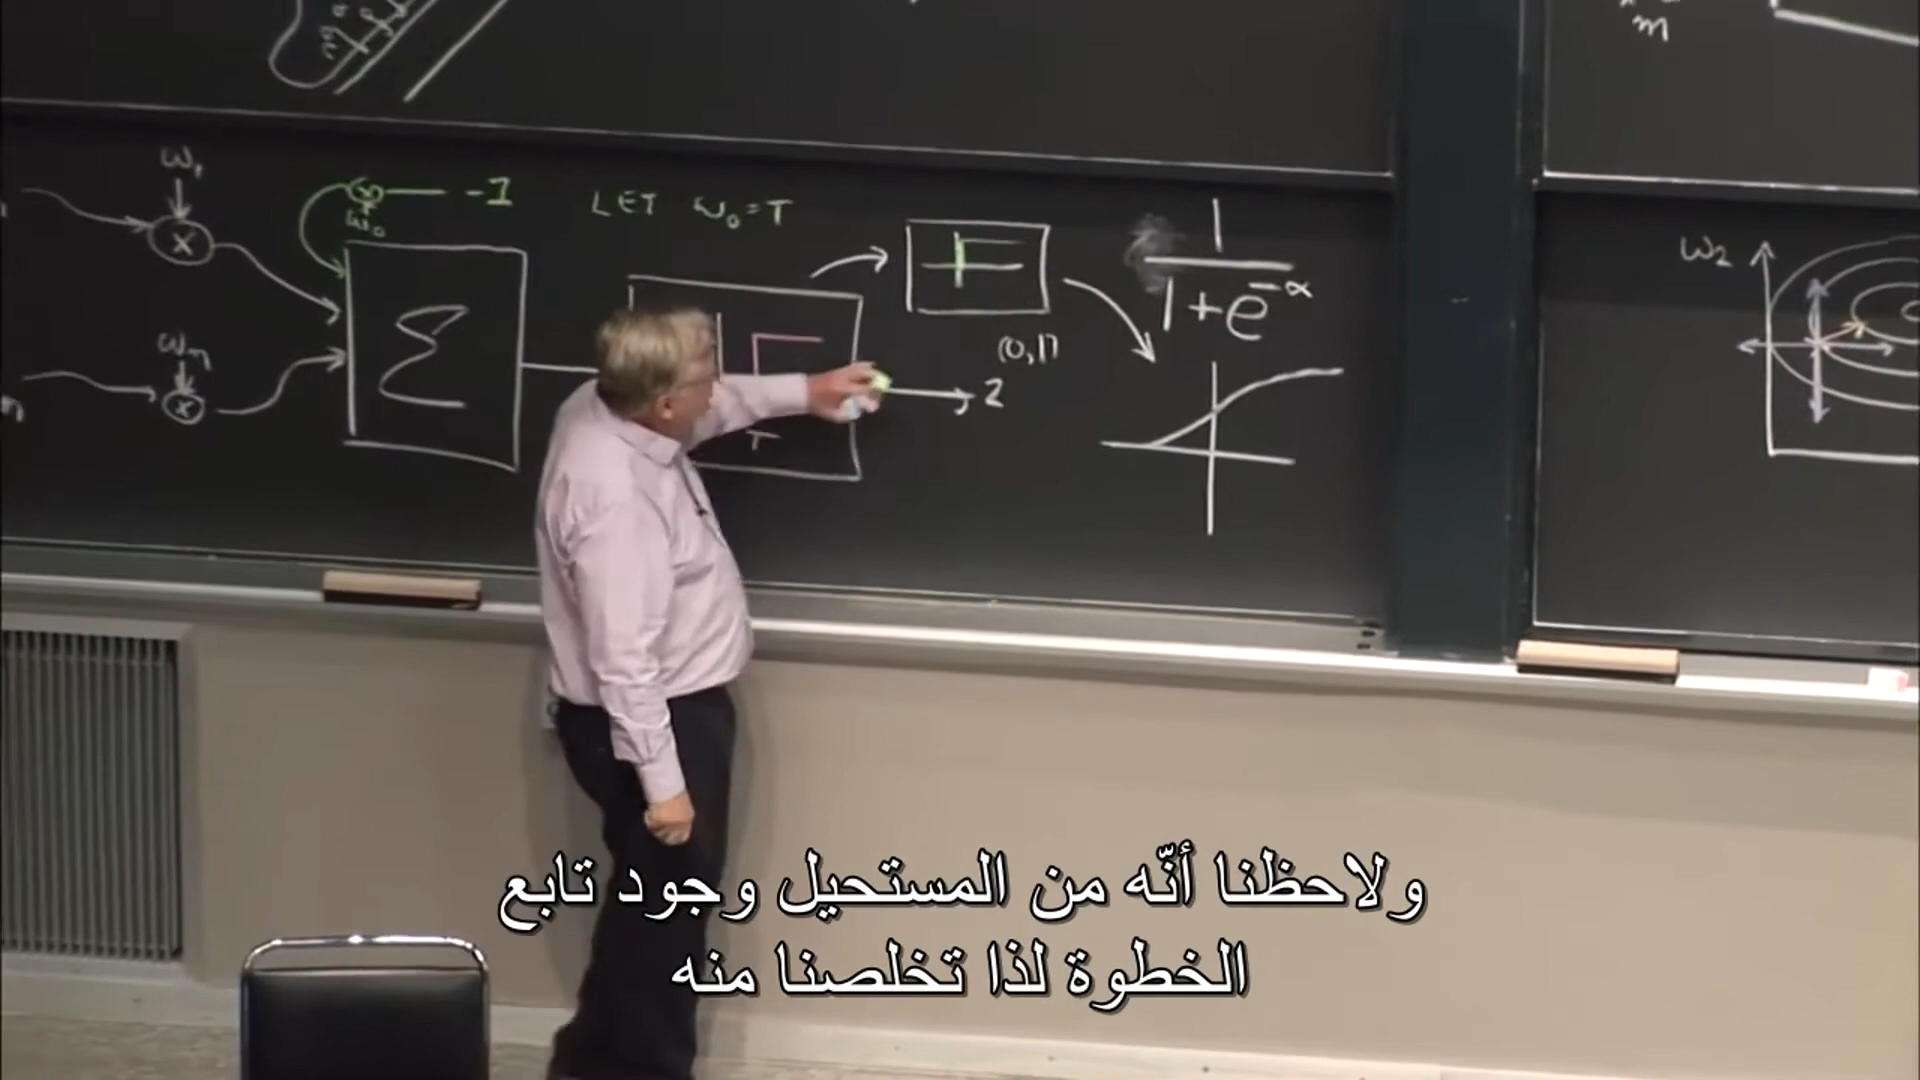 m
w₁
x
-1
w₀
LET w₀=T
Σ
wₙ
x
n
T
z
(0,1)
1
1+e^-α
w₂
ولاحظنا أنّه من المستحيل وجود تابع
الخطوة لذا تخلصنا منه